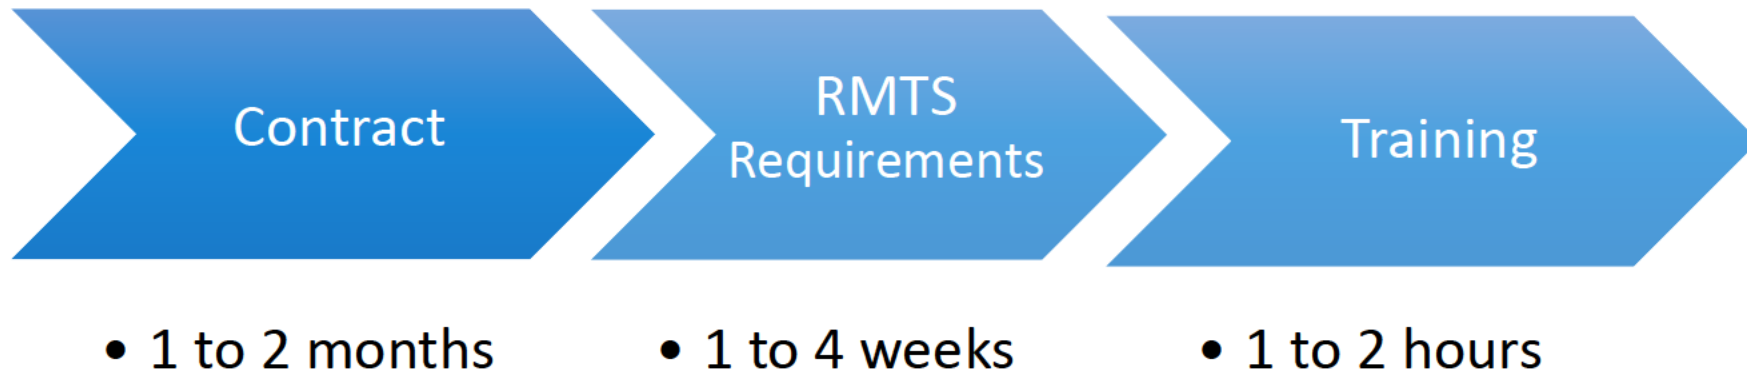 Contract
RMTS
Requirements
Training
• 1 to 2 months
• 1 to 4 weeks
• 1 to 2 hours